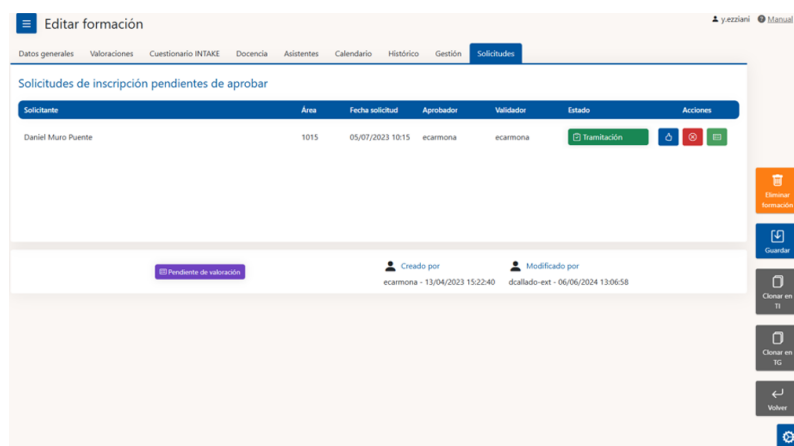 Editar formación
y.ezziani Manual
Datos generales Valoraciones Cuestionario INTAKE Docencia Asistentes Calendario Histórico Gestión Solicitudes
Solicitudes de inscripción pendientes de aprobar
Solicitante Área Fecha solicitud Aprobador Validador Estado Acciones
Daniel Muro Puente 1015 05/07/2023 10:15 ecarmona ecarmona Tramitación
Pendiente de valoración
Creado por
ecarmona - 13/04/2023 15:22:40
Modificado por
dcallado-ext - 06/06/2024 13:06:58
Eliminar
formación
Guardar
Clonar en
TI
Clonar en
TG
Volver